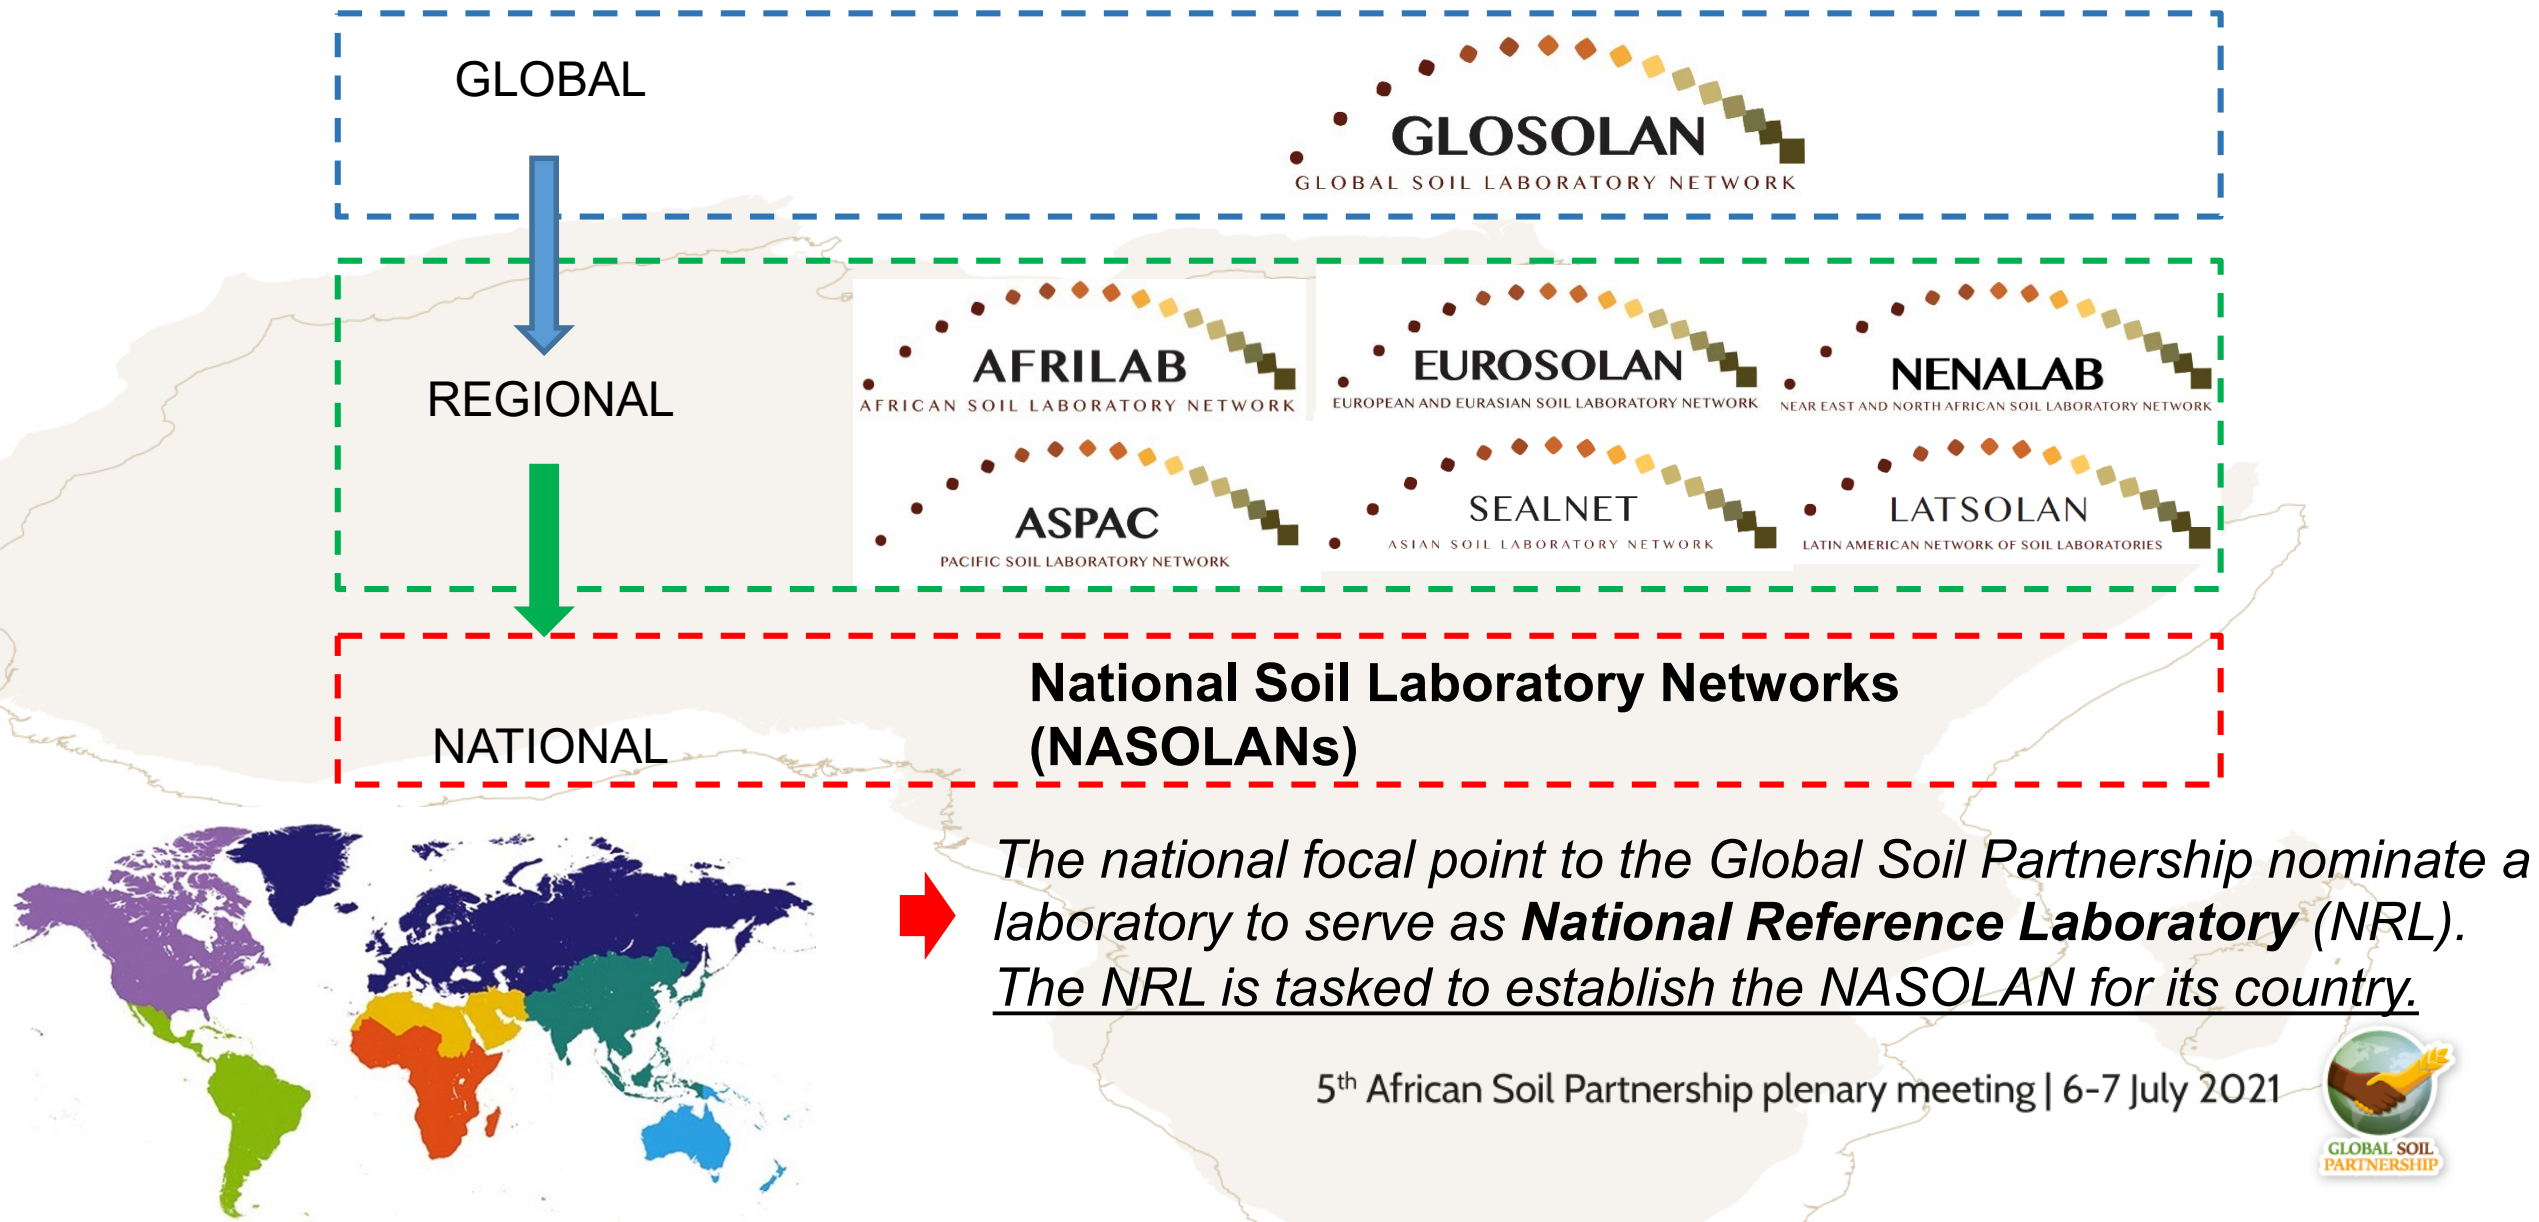 GLOBAL
GLOSOLAN
GLOBAL SOIL LABORATORY NETWORK
REGIONAL
AFRILAB
AFRICAN SOIL LABORATORY NETWORK
EUROSOLAN
EUROPEAN AND EURASIAN SOIL LABORATORY NETWORK
NENALAB
NEAR EAST AND NORTH AFRICAN SOIL LABORATORY NETWORK
ASPAC
PACIFIC SOIL LABORATORY NETWORK
SEALNET
ASIAN SOIL LABORATORY NETWORK
LATSOLAN
LATIN AMERICAN NETWORK OF SOIL LABORATORIES
NATIONAL
National Soil Laboratory Networks
(NASOLANs)
The national focal point to the Global Soil Partnership nominate a
laboratory to serve as National Reference Laboratory (NRL).
The NRL is tasked to establish the NASOLAN for its country.
5th African Soil Partnership plenary meeting | 6-7 July 2021
GLOBAL SOIL
PARTNERSHIP